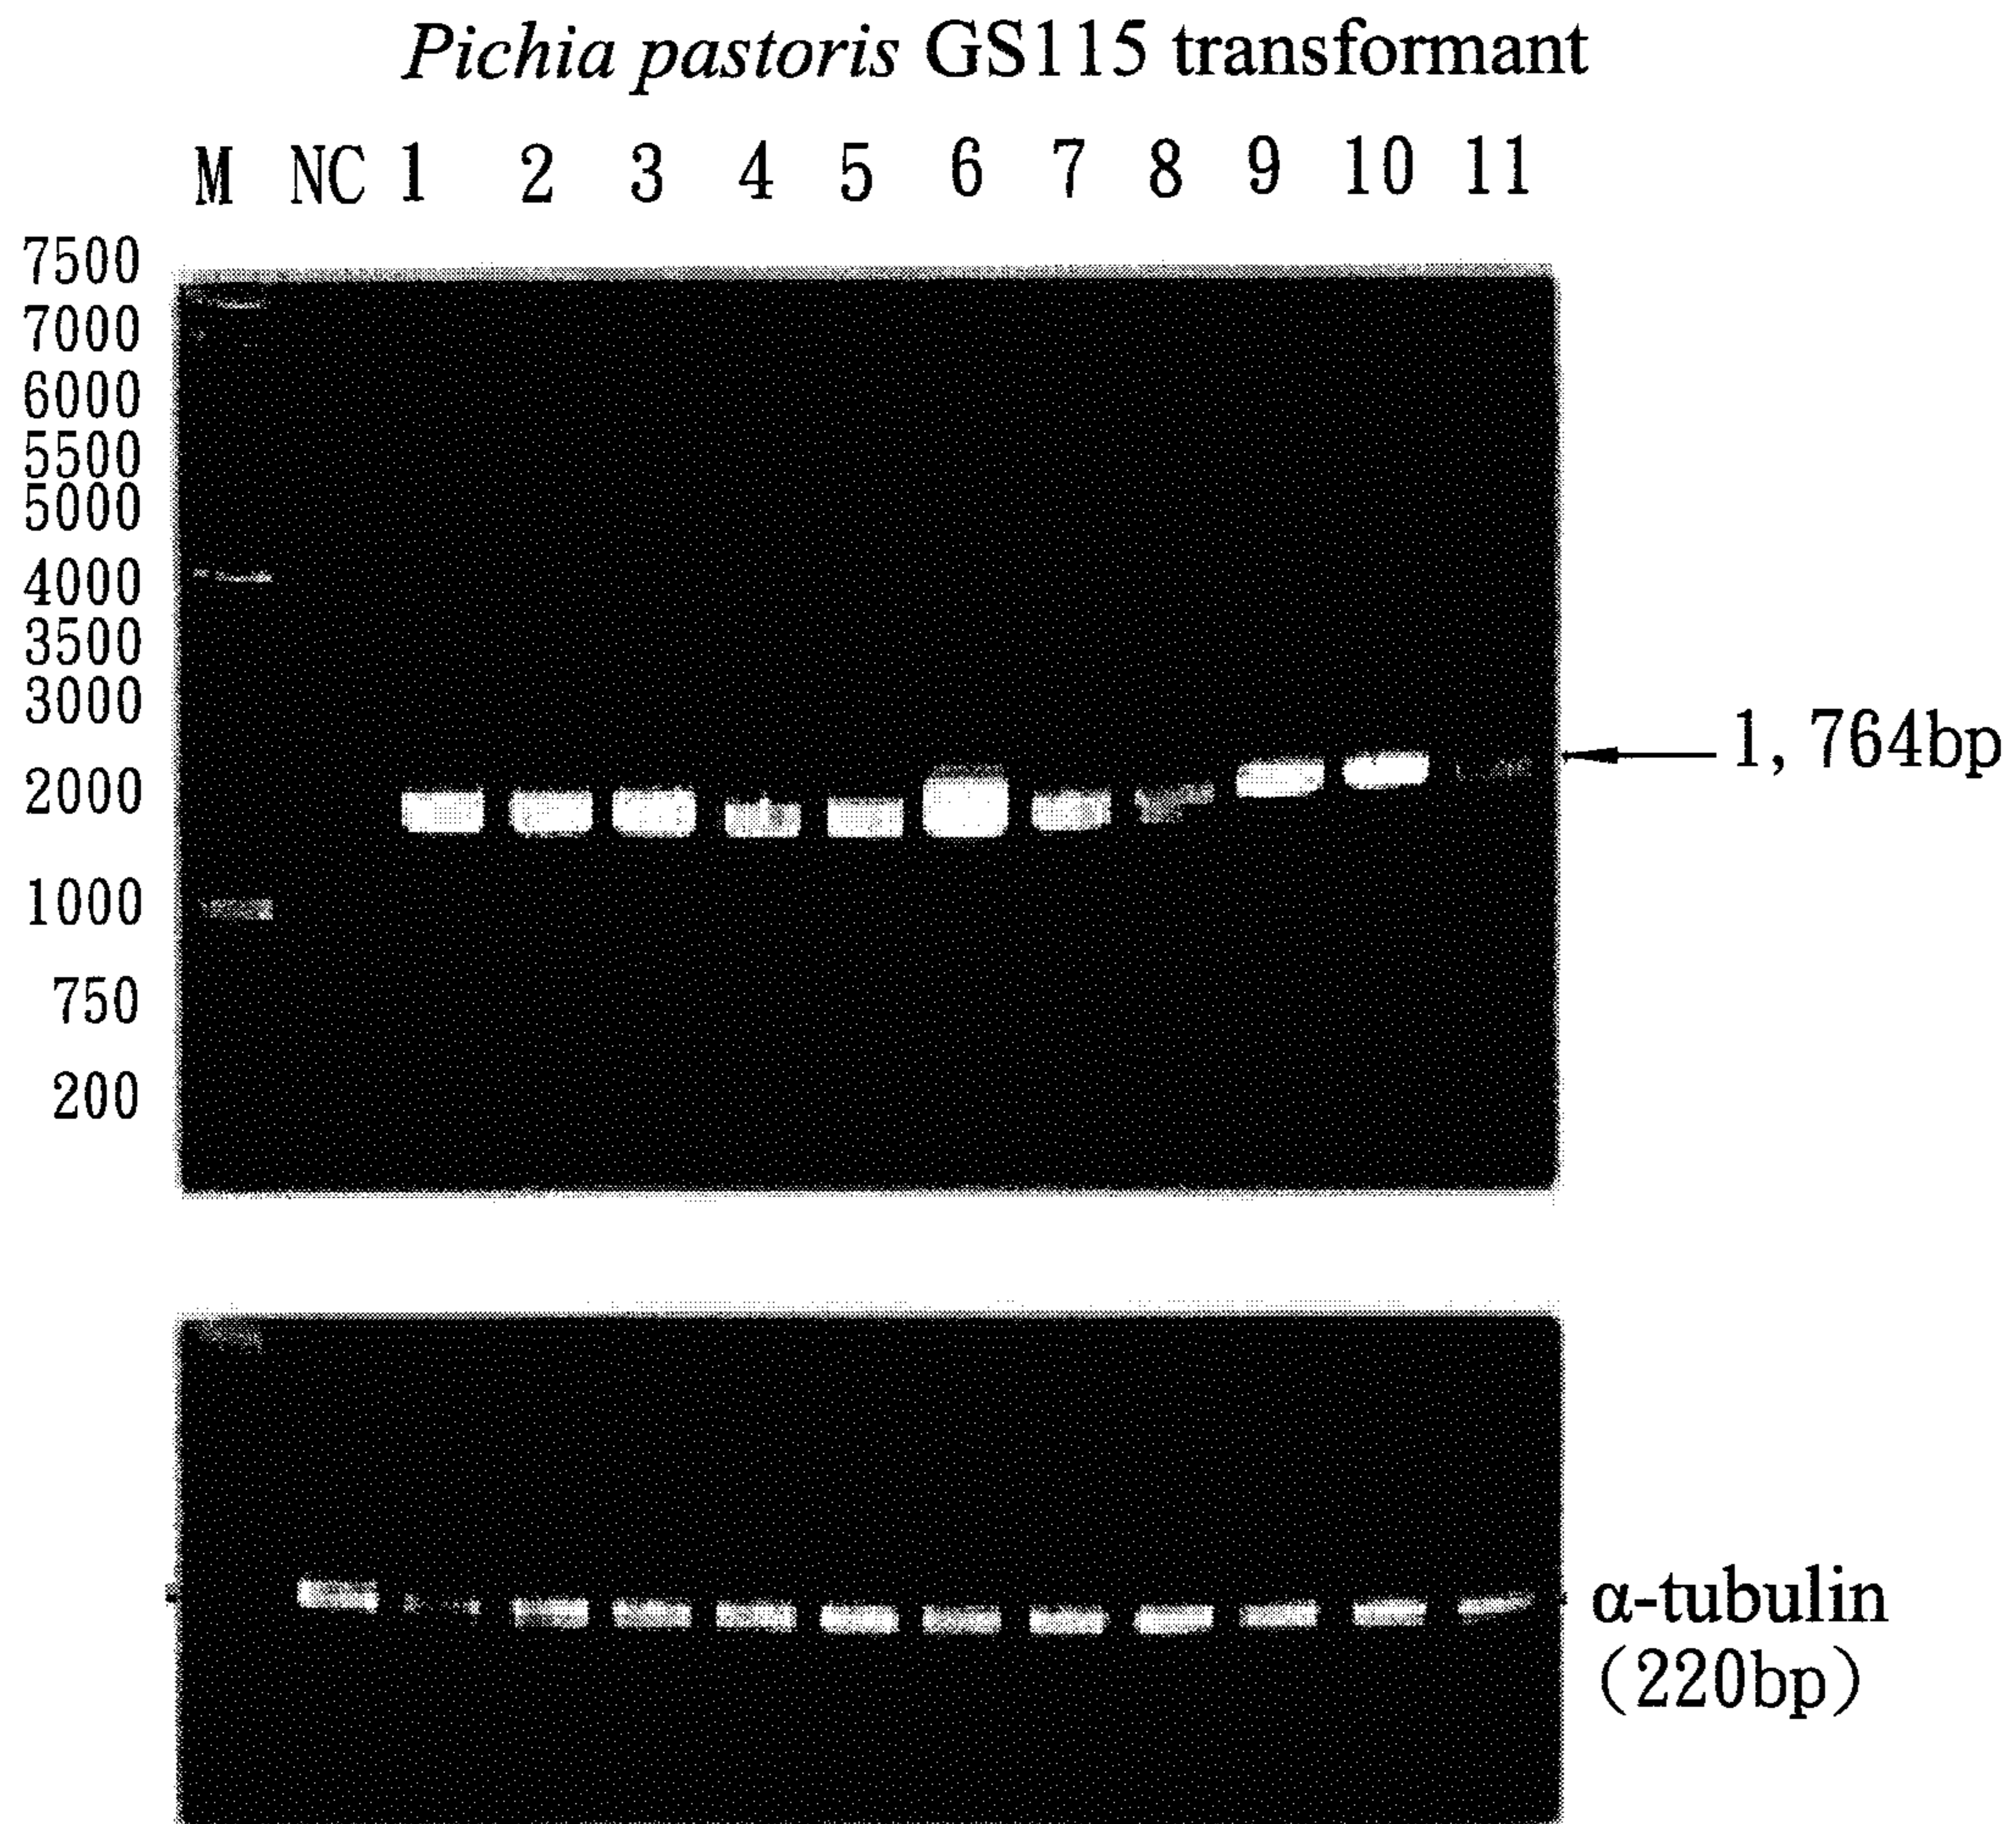 Pichia pastoris GS115 transformant
M NC 1 2 3 4 5 6 7 8 9 10 11
7500
7000
6000
5500
5000
4000
3500
3000
1,764bp
2000
1000
750
200
α-tubulin
(220bp)